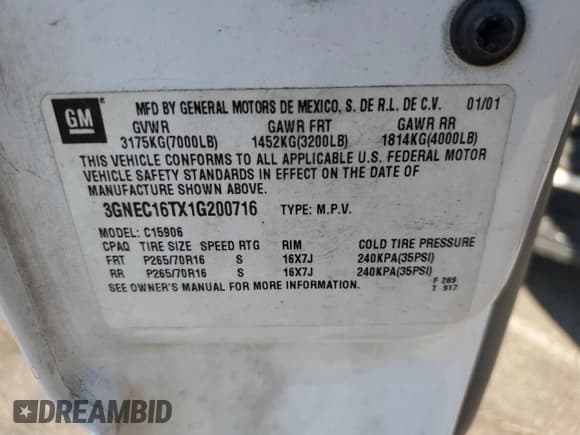 GM
MFD BY GENERAL MOTORS DE MEXICO, S. DE R.L. DE C.V. 01/01
GVWR GAWR FRT GAWR RR
3175KG(7000LB) 1452KG(3200LB) 1814KG(4000LB)
THIS VEHICLE CONFORMS TO ALL APPLICABLE U.S. FEDERAL MOTOR
VEHICLE SAFETY STANDARDS IN EFFECT ON THE DATE OF
MANUFACTURE SHOWN ABOVE.
3GNEC16TX1G200716 TYPE: M.P.V.
MODEL: C15906
CPAQ TIRE SIZE SPEED RTG RIM COLD TIRE PRESSURE
FRT P265/70R16 S 16X7J 240KPA(35PSI)
RR P265/70R16 S 16X7J 240KPA(35PSI)
SEE OWNER'S MANUAL FOR MORE INFORMATION.
F 289
T 917
DREAMBID